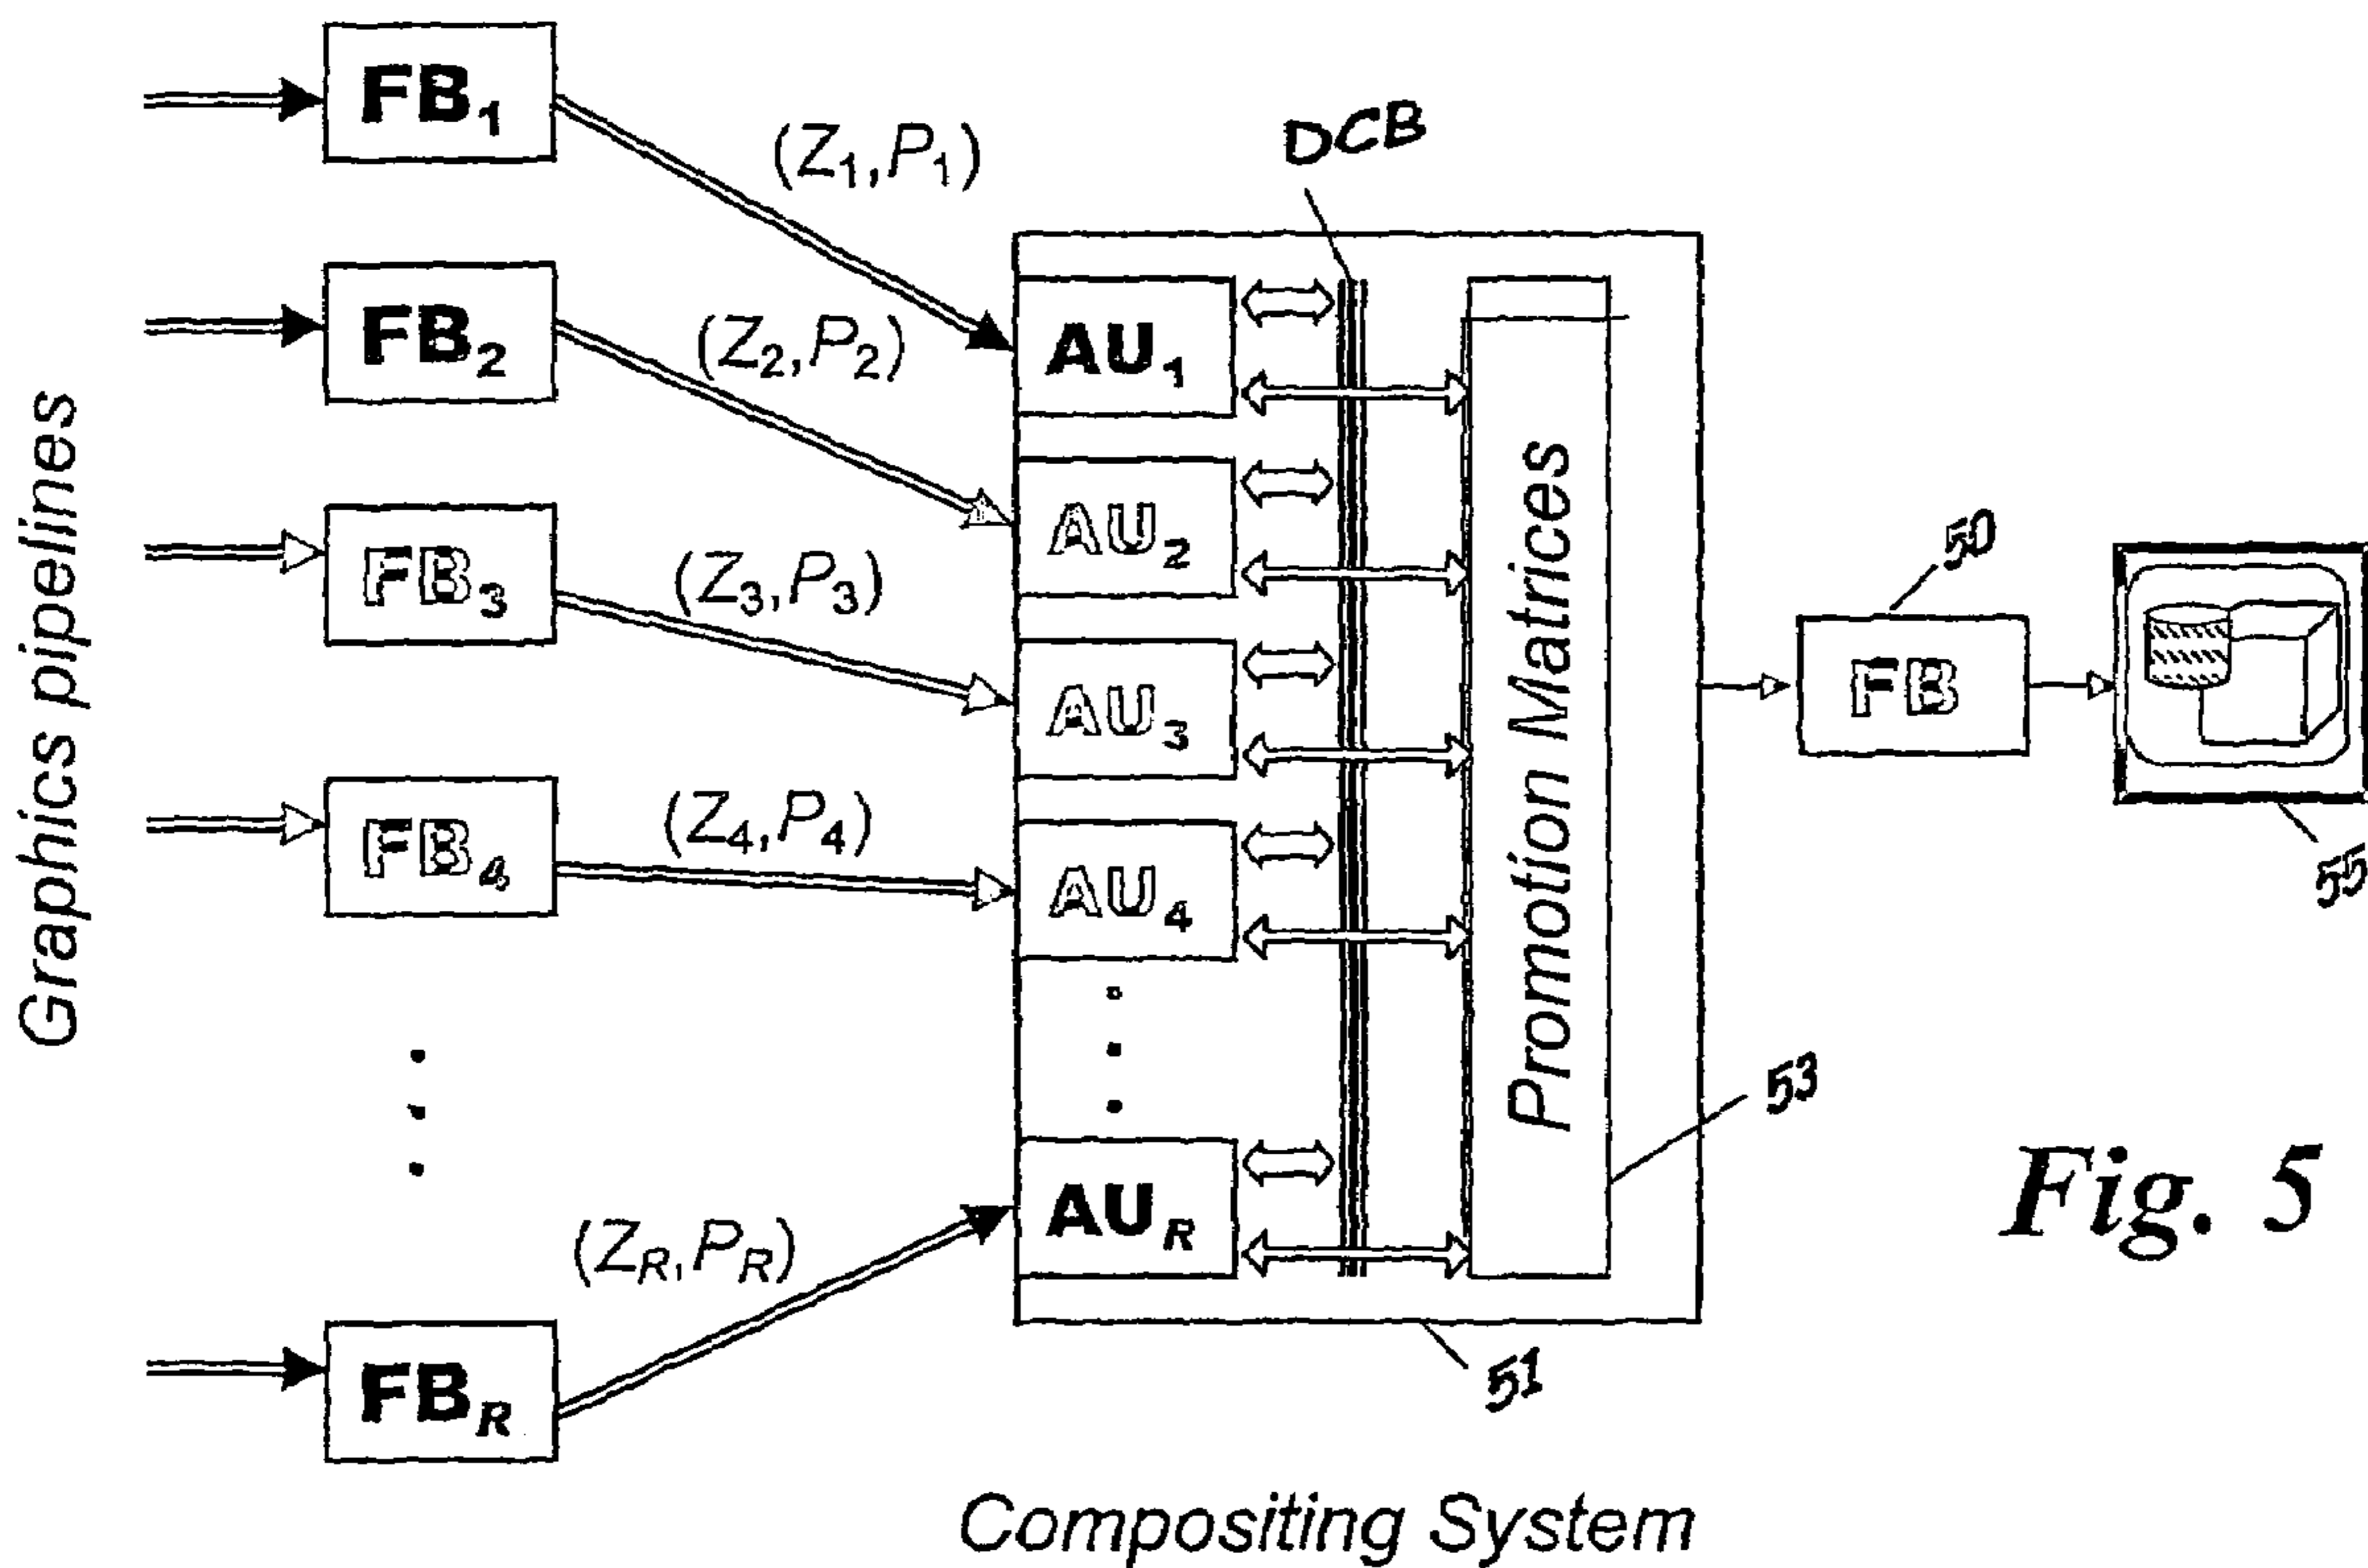 Graphics pipelines
FB1
FB2
FB3
FB4
FBR
(Z1,P1)
(Z2,P2)
(Z3,P3)
(Z4,P4)
(ZR,PR)
DCB
AU1
AU2
AU3
AU4
AUR
Promotion Matrices
53
51
50
FB
55
Compositing System
Fig. 5